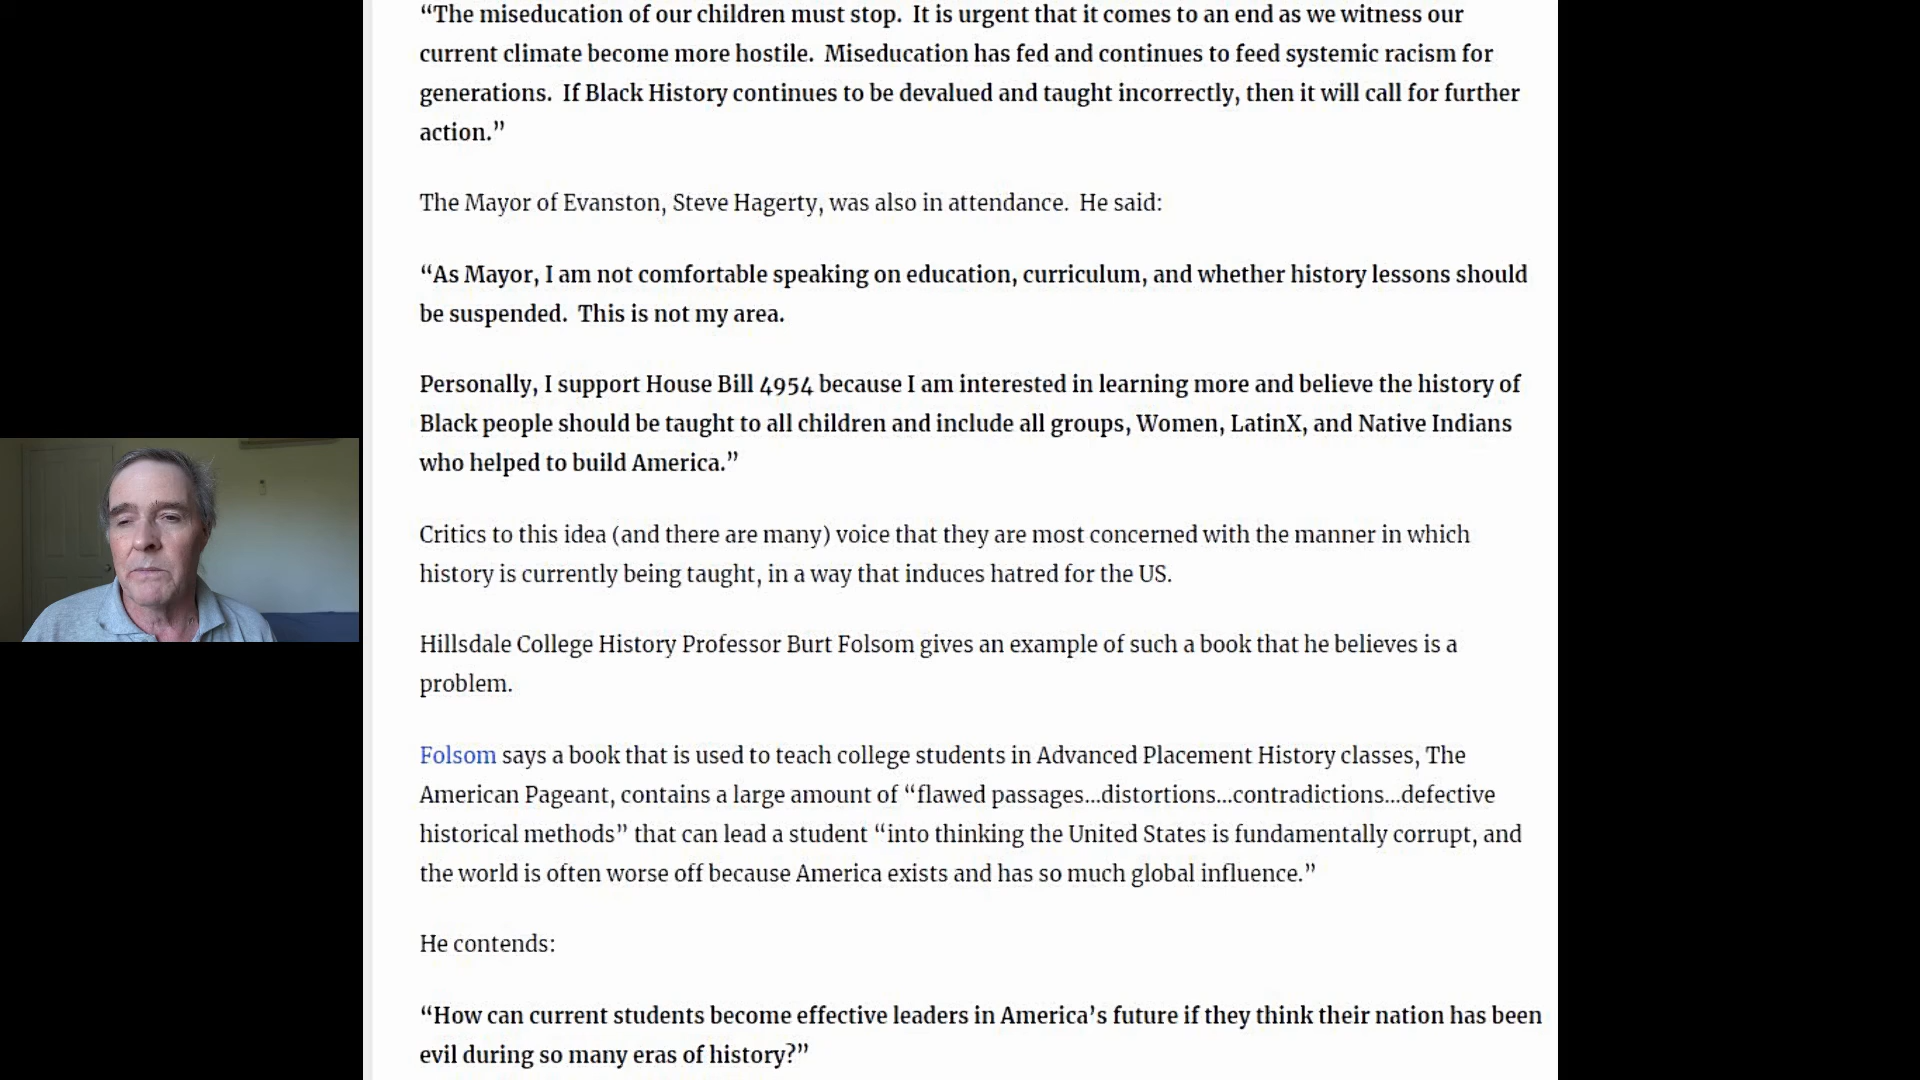 “The miseducation of our children must stop.  It is urgent that it comes to an end as we witness our
current climate become more hostile.  Miseducation has fed and continues to feed systemic racism for
generations.  If Black History continues to be devalued and taught incorrectly, then it will call for further
action.”
The Mayor of Evanston, Steve Hagerty, was also in attendance.  He said:
“As Mayor, I am not comfortable speaking on education, curriculum, and whether history lessons should
be suspended.  This is not my area.
Personally, I support House Bill 4954 because I am interested in learning more and believe the history of
Black people should be taught to all children and include all groups, Women, LatinX, and Native Indians
who helped to build America.”
Critics to this idea (and there are many) voice that they are most concerned with the manner in which
history is currently being taught, in a way that induces hatred for the US.
Hillsdale College History Professor Burt Folsom gives an example of such a book that he believes is a
problem.
Folsom says a book that is used to teach college students in Advanced Placement History classes, The
American Pageant, contains a large amount of “flawed passages…distortions…contradictions…defective
historical methods” that can lead a student “into thinking the United States is fundamentally corrupt, and
the world is often worse off because America exists and has so much global influence.”
He contends:
“How can current students become effective leaders in America’s future if they think their nation has been
evil during so many eras of history?”